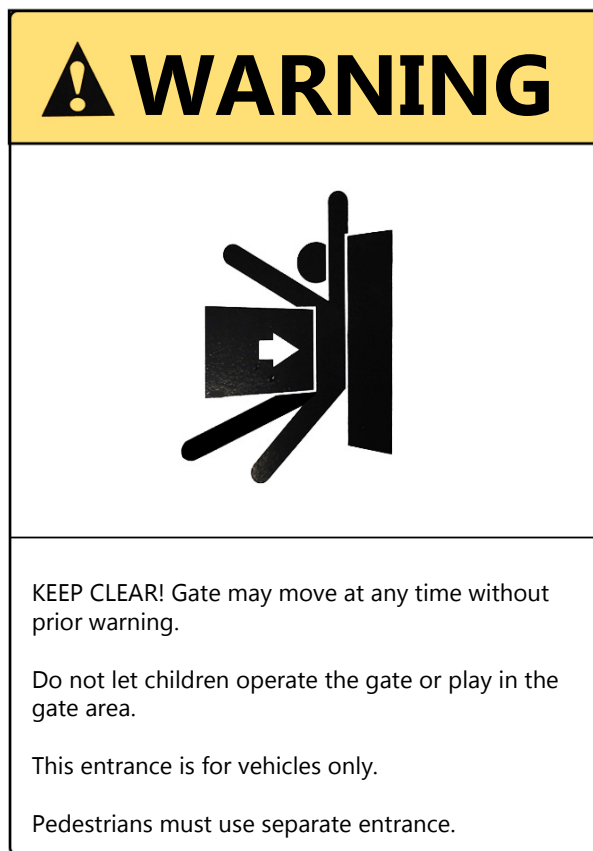 WARNING
KEEP CLEAR! Gate may move at any time without
prior warning.
Do not let children operate the gate or play in the
gate area.
This entrance is for vehicles only.
Pedestrians must use separate entrance.